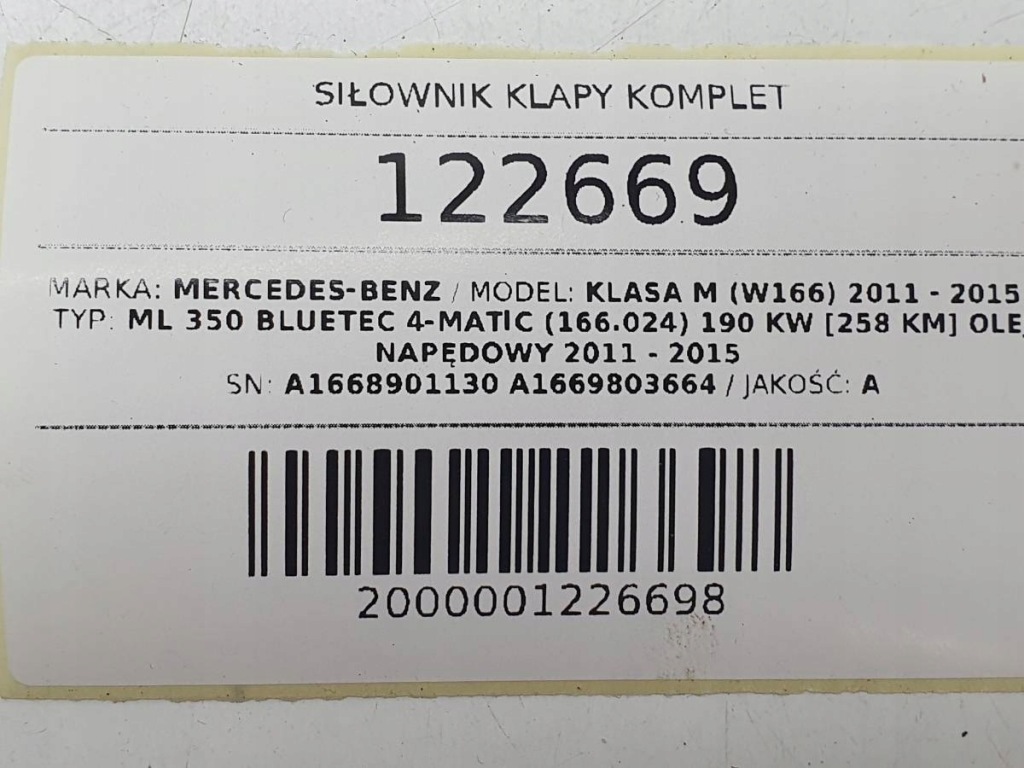 SIŁOWNIK KLAPY KOMPLET
122669
MARKA: MERCEDES-BENZ / MODEL: KLASA M (W166) 2011 - 2015
TYP: ML 350 BLUETEC 4-MATIC (166.024) 190 KW [258 KM] OLEJ
NAPĘDOWY 2011 - 2015
SN: A1668901130 A1669803664 / JAKOŚĆ: A
2000001226698